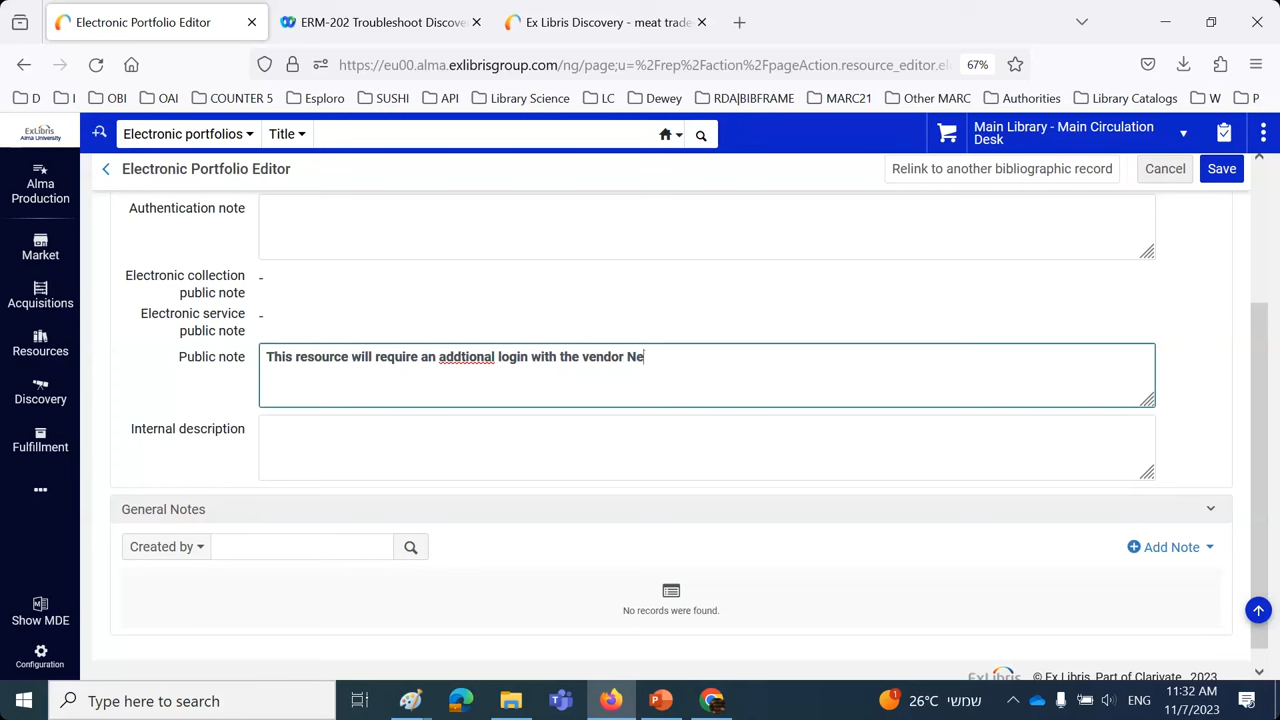 Electronic Portfolio Editor
ERM-202 Troubleshoot Discove
Ex Libris Discovery - meat trade
https://eu00.alma.exlibrisgroup.com/ng/page;u=%2Frep%2Faction%2FpageAction.resource_editor.el
67%
D I OBI OAI COUNTER 5 Esploro SUSHI API Library Science LC Dewey RDA|BIBFRAME MARC21 Other MARC Authorities Library Catalogs W P
ExLibris
Alma University
Electronic portfolios Title
Main Library - Main Circulation
Desk
Electronic Portfolio Editor
Relink to another bibliographic record Cancel Save
Alma
Production
Market
Acquisitions
Resources
Discovery
Fulfillment
Show MDE
Configuration
Authentication note
Electronic collection
public note
-
Electronic service
public note
-
Public note
This resource will require an addtional login with the vendor Ne
Internal description
General Notes
Created by
Add Note
No records were found.
ExLibris © Ex Libris, Part of Clarivate, 2023
Type here to search
1
26°C שמשי
ENG
11:32 AM
11/7/2023